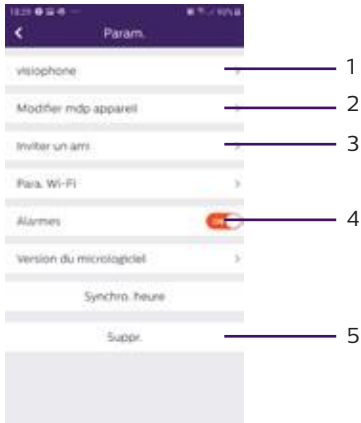 Param.
visiophone
1
Modifier mdp appareil
2
Inviter un ami
3
Para. Wi-Fi
Alarmes
4
Version du micrologiciel
Synchro. heure
Suppr.
5